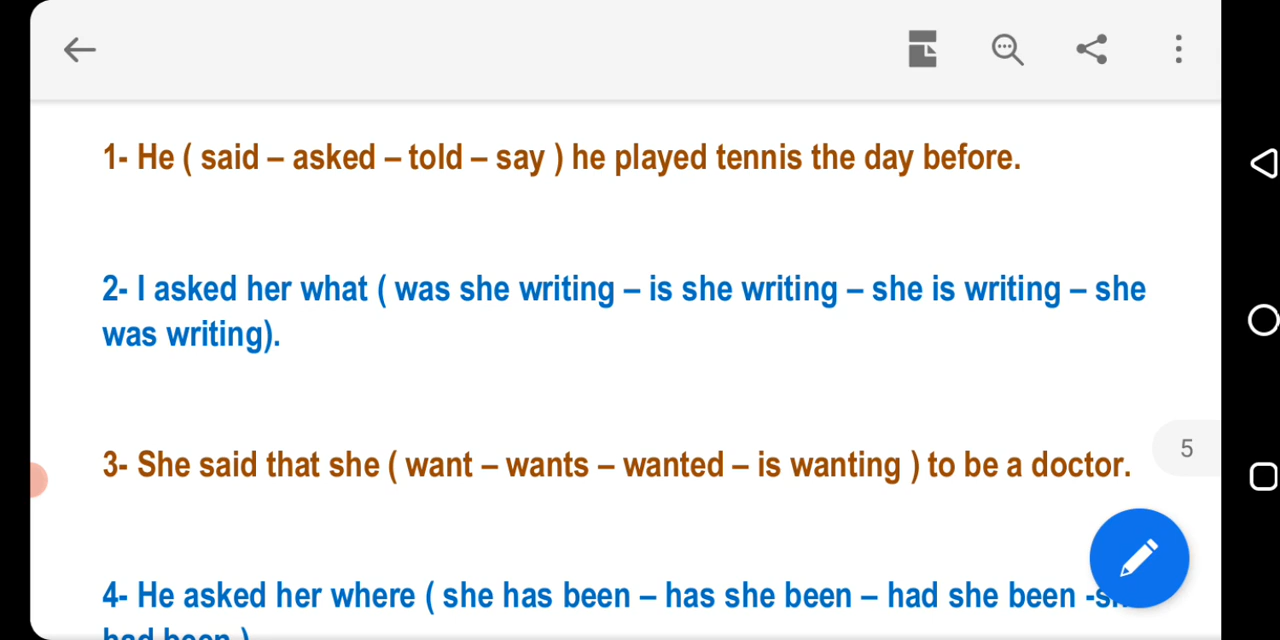 1- He ( said – asked – told – say ) he played tennis the day before.
2- I asked her what ( was she writing – is she writing – she is writing – she
was writing).
3- She said that she ( want – wants – wanted – is wanting ) to be a doctor.
5
4- He asked her where ( she has been – has she been – had she been -
had been )